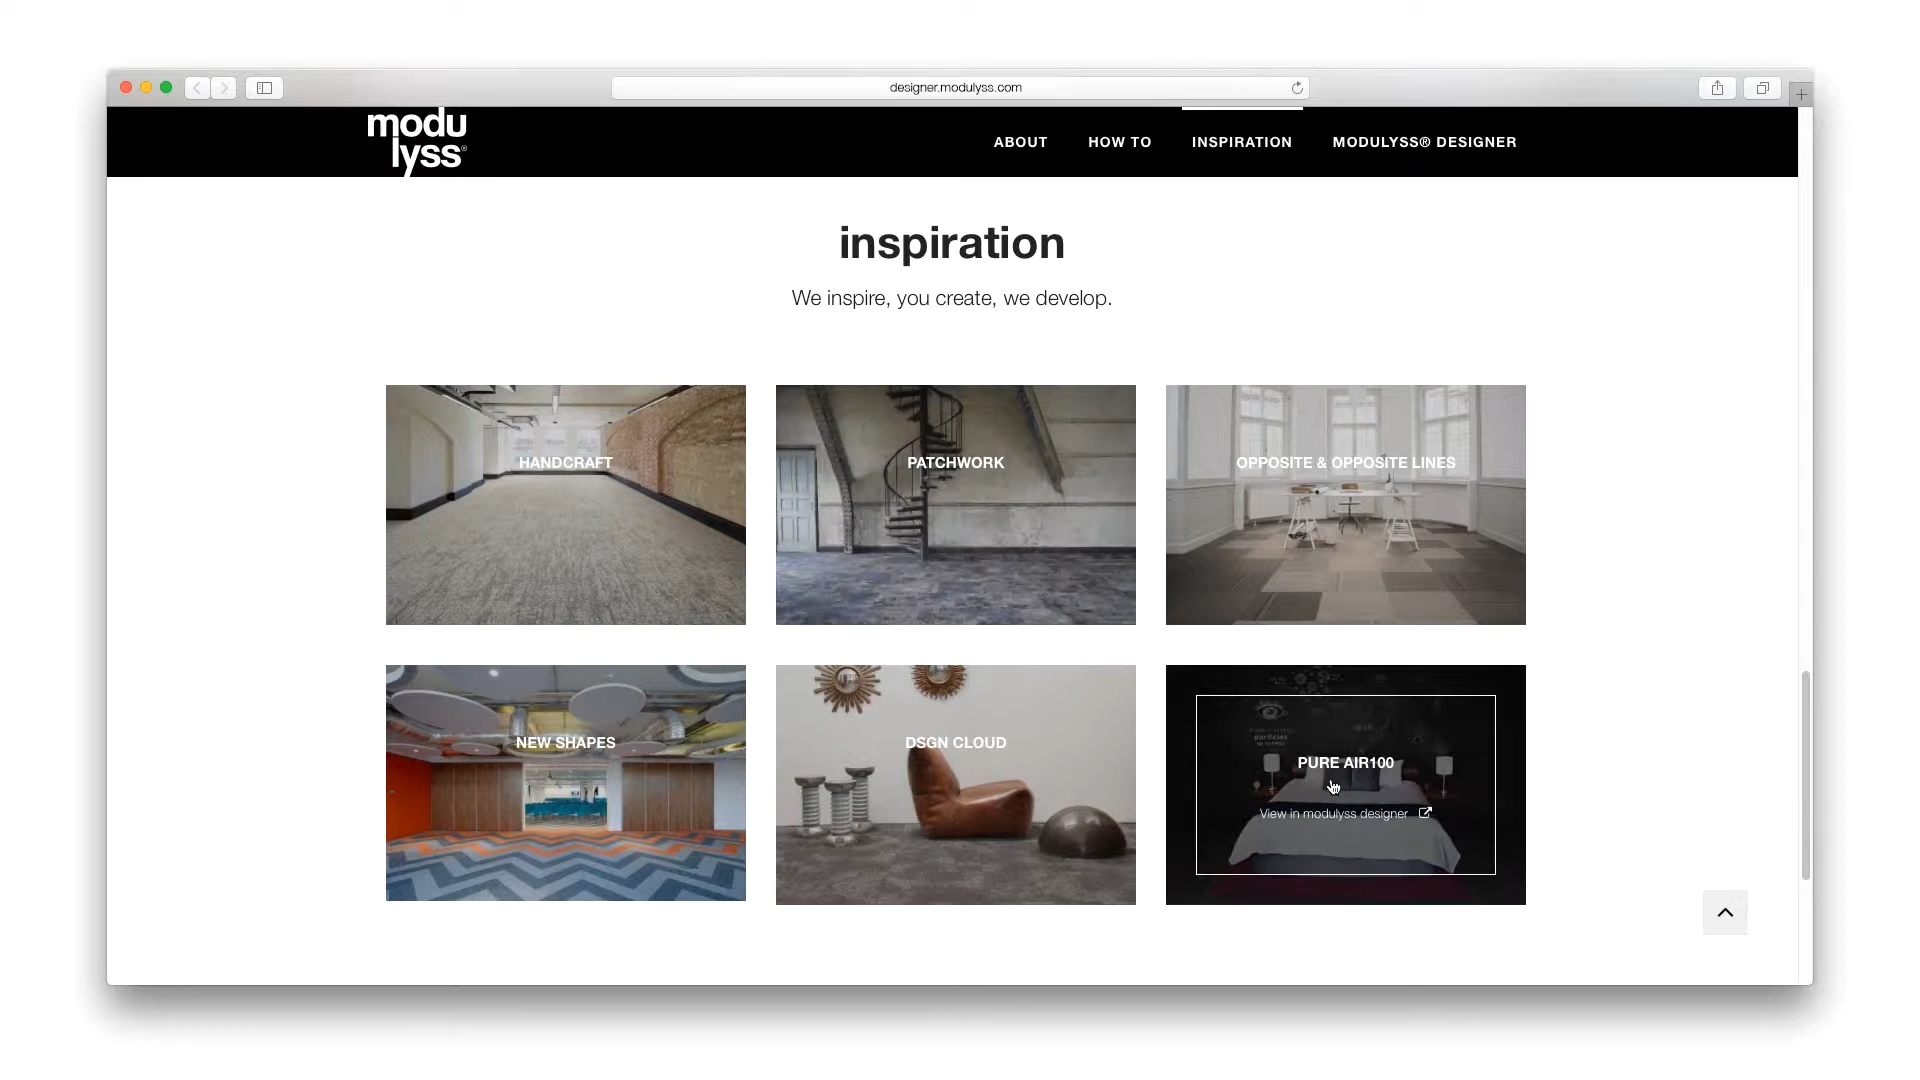 designer.modulyss.com
modu
lyss®
ABOUT HOW TO INSPIRATION MODULYSS® DESIGNER
inspiration
We inspire, you create, we develop.
HANDCRAFT
PATCHWORK
OPPOSITE & OPPOSITE LINES
NEW SHAPES
DSGN CLOUD
particles
PURE AIR100
View in modulyss designer